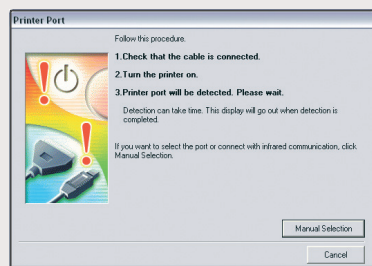 Printer Port
Follow this procedure.
1.Check that the cable is connected.
2.Turn the printer on.
3.Printer port will be detected. Please wait.
Detection can take time. This display will go out when detection is
completed.
If you want to select the port or connect with infrared communication, click
Manual Selection.
Manual Selection
Cancel